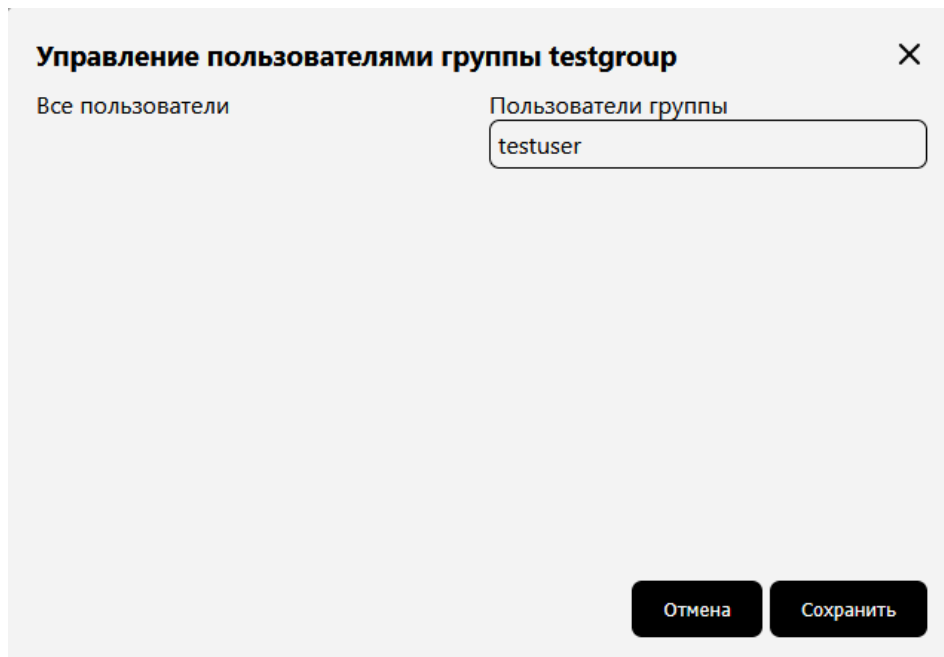 Управление пользователями группы testgroup
Все пользователи
Пользователи группы
testuser
Отмена
Сохранить